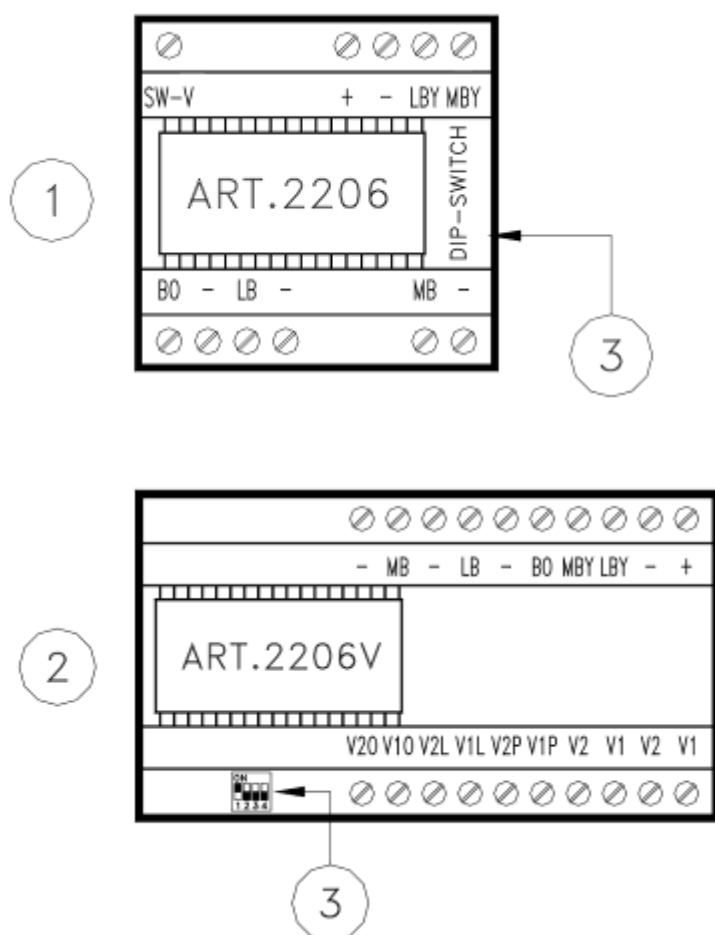 SW-V + - LBY MBY
1
ART.2206
DIP-SWITCH
BO - LB - MB -
3
- MB - LB - BO MBY LBY - +
2
ART.2206V
V2O V1O V2L V1L V2P V1P V2 V1 V2 V1
ON
1 2 3 4
3